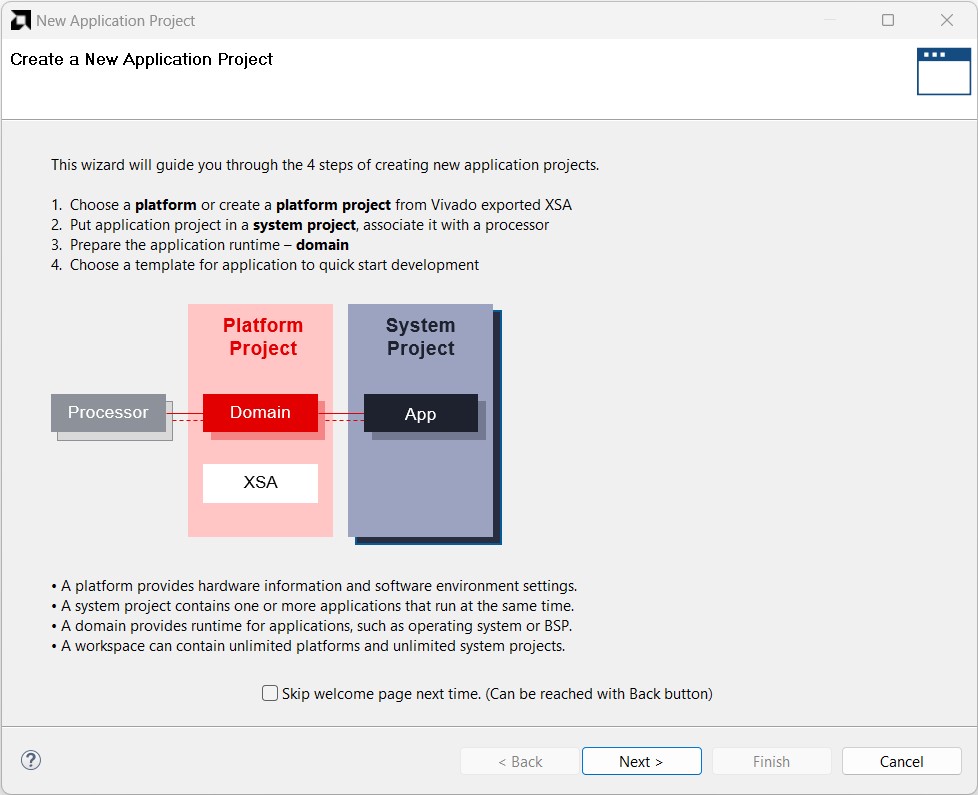 New Application Project
Create a New Application Project
This wizard will guide you through the 4 steps of creating new application projects.
1. Choose a platform or create a platform project from Vivado exported XSA
2. Put application project in a system project, associate it with a processor
3. Prepare the application runtime – domain
4. Choose a template for application to quick start development
Platform
Project
System
Project
Processor
Domain
App
XSA
• A platform provides hardware information and software environment settings.
• A system project contains one or more applications that run at the same time.
• A domain provides runtime for applications, such as operating system or BSP.
• A workspace can contain unlimited platforms and unlimited system projects.
Skip welcome page next time. (Can be reached with Back button)
?
< Back
Next >
Finish
Cancel